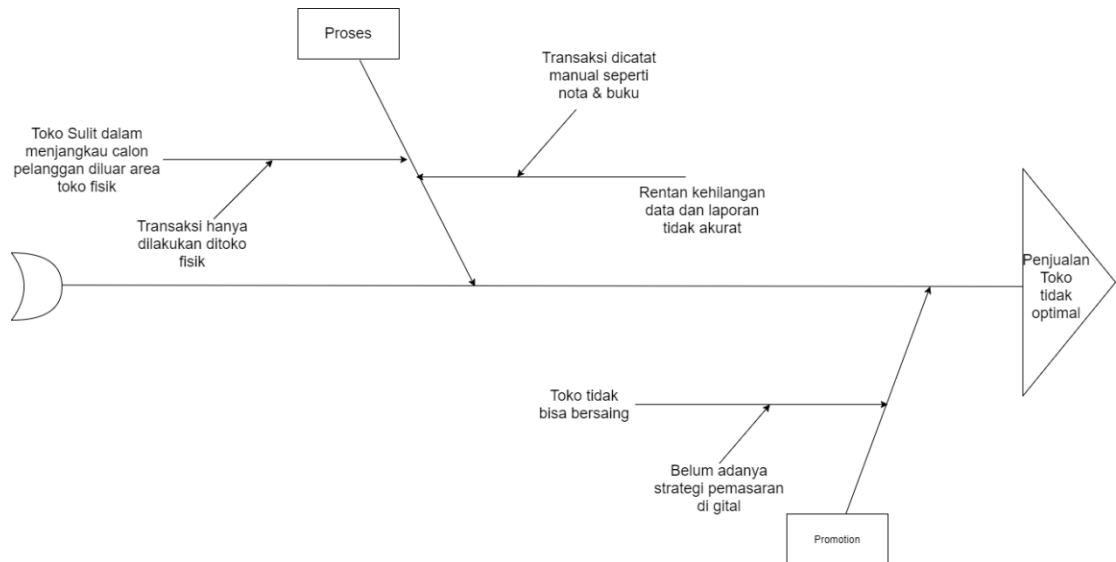 Proses
Transaksi dicatat
manual seperti
nota & buku
Toko Sulit dalam
menjangkau calon
pelanggan diluar area
toko fisik
Rentan kehilangan
data dan laporan
tidak akurat
Transaksi hanya
dilakukan ditoko
fisik
Penjualan
Toko
tidak
optimal
Toko tidak
bisa bersaing
Belum adanya
strategi pemasaran
di gital
Promotion